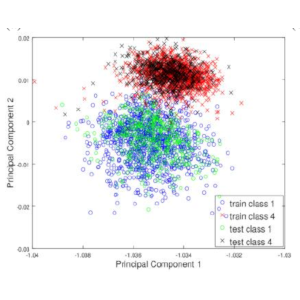 0.02
0.01
0
-0.01
-0.02
-0.03
-1.04
-1.038
-1.036
-1.034
-1.032
-1.03
Principal Component 2
Principal Component 1
train class 1
train class 4
test class 1
test class 4